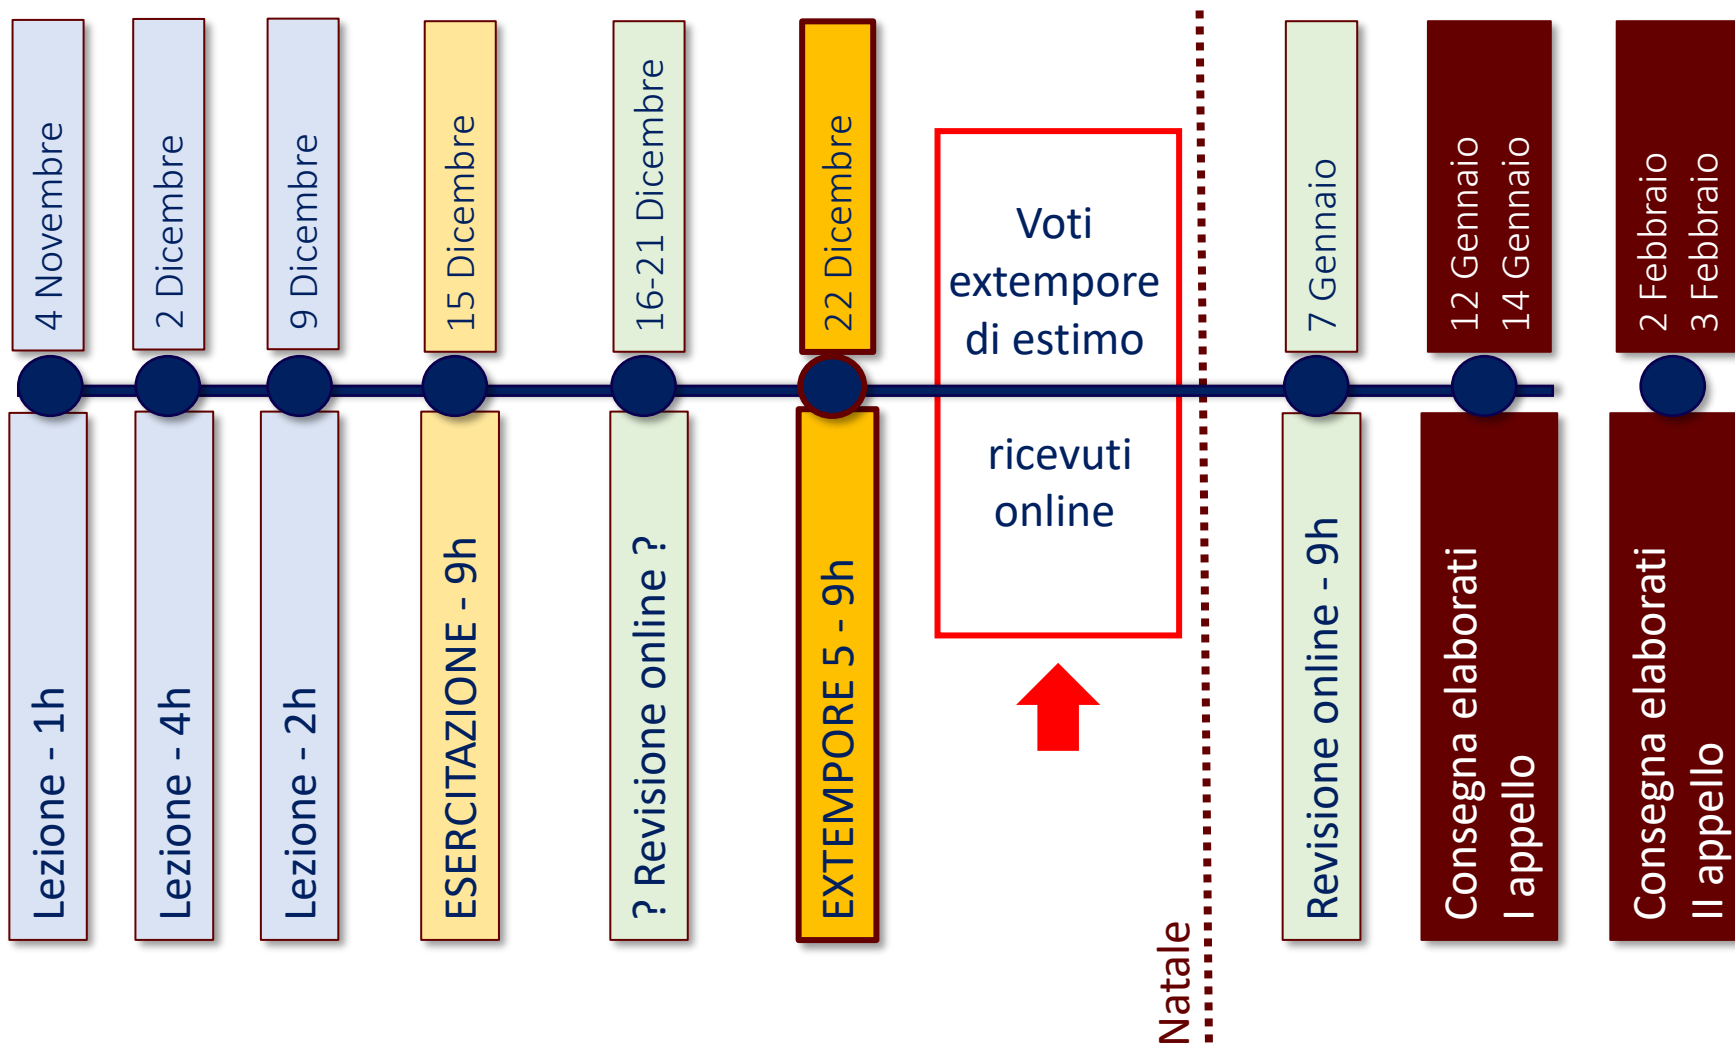 4 Novembre
2 Dicembre
9 Dicembre
15 Dicembre
16-21 Dicembre
22 Dicembre
Voti
extempore
di estimo
ricevuti
online
7 Gennaio
12 Gennaio
14 Gennaio
2 Febbraio
3 Febbraio
Lezione - 1h
Lezione - 4h
Lezione - 2h
ESERCITAZIONE - 9h
? Revisione online ?
EXTEMPORE 5 - 9h
Natale
Revisione online - 9h
Consegna elaborati
I appello
Consegna elaborati
II appello